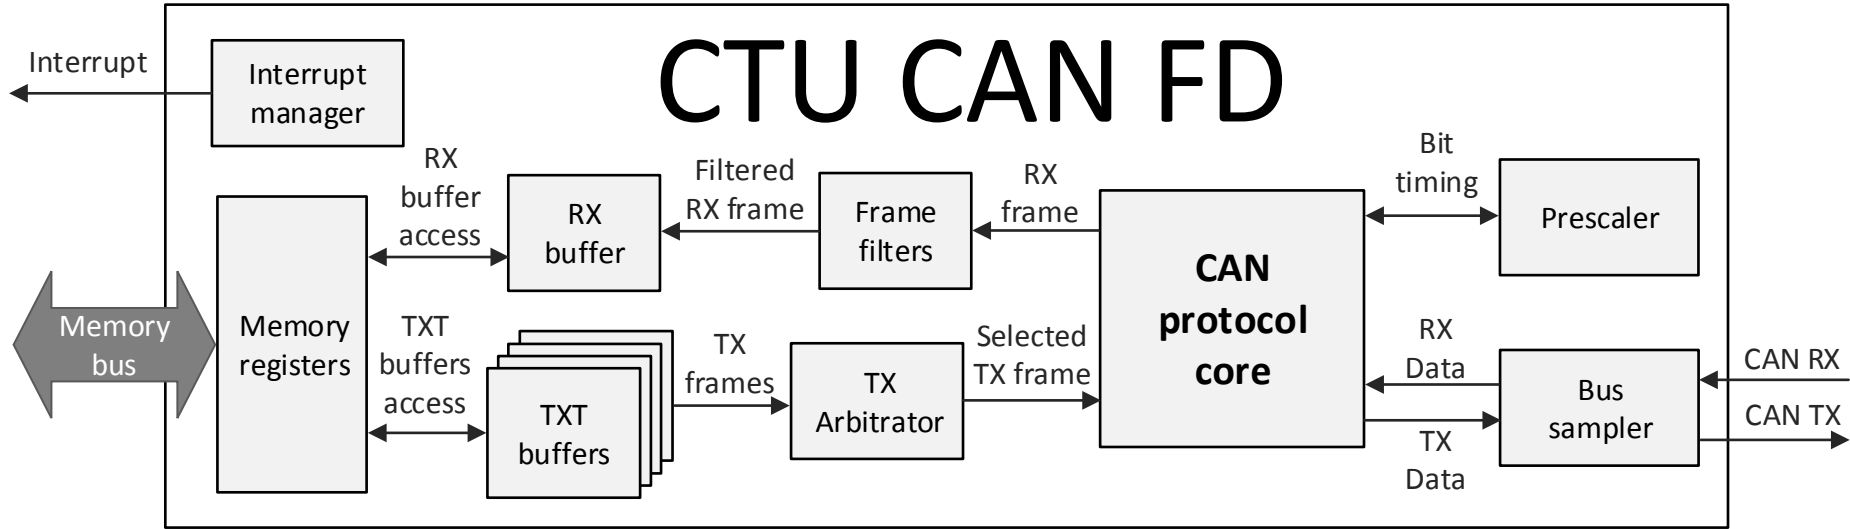 CTU CAN FD
Interrupt
Interrupt
manager
RX
buffer
access
Filtered
RX frame
RX
frame
Bit
timing
RX
buffer
Frame
filters
Prescaler
CAN
protocol
core
Memory
bus
Memory
registers
TXT
buffers
access
TX
frames
Selected
TX frame
RX
Data
CAN RX
TXT
buffers
TX
Arbitrator
Bus
sampler
CAN TX
TX
Data